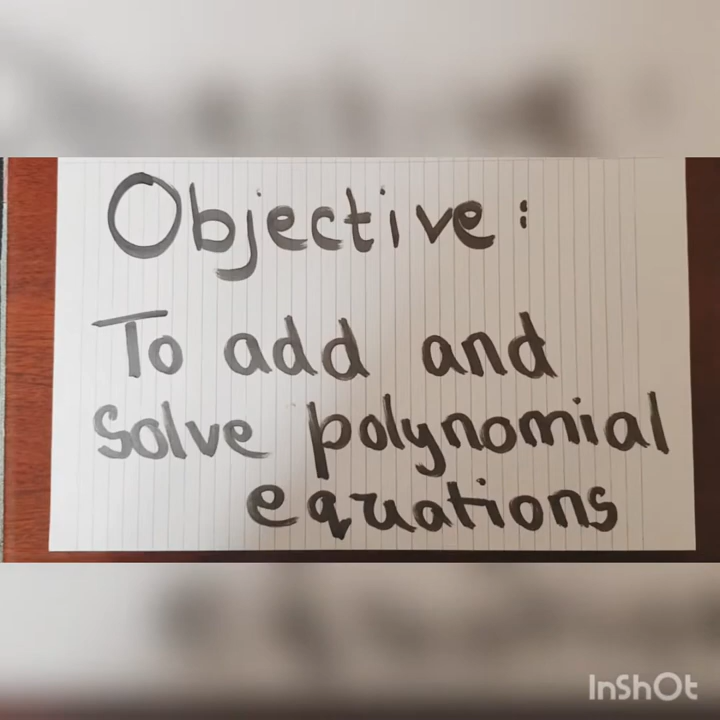 Objective:
To add and
solve polynomial
equations
InShOt